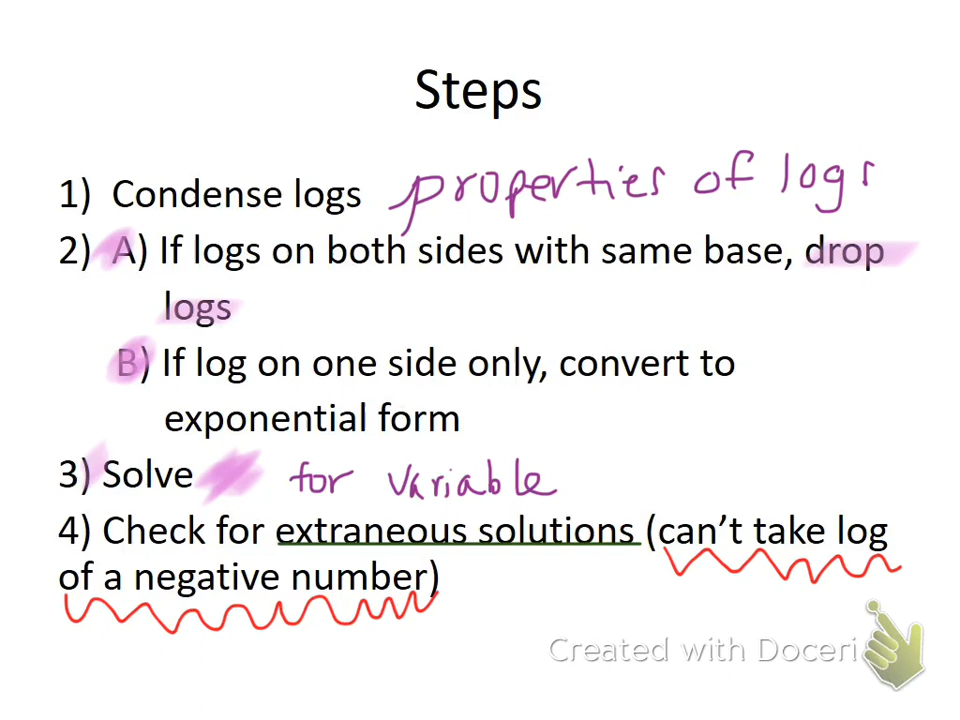 Steps
1) Condense logs properties of logs
2) A) If logs on both sides with same base, drop
logs
B) If log on one side only, convert to
exponential form
3) Solve for variable
4) Check for extraneous solutions (can't take log
of a negative number)
Created with Doceri